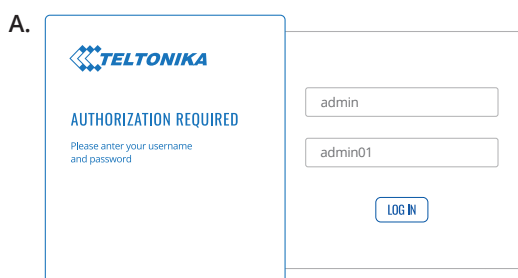 A.
TELTONIKA
AUTHORIZATION REQUIRED
Please anter your username
and password
admin
admin01
LOG IN